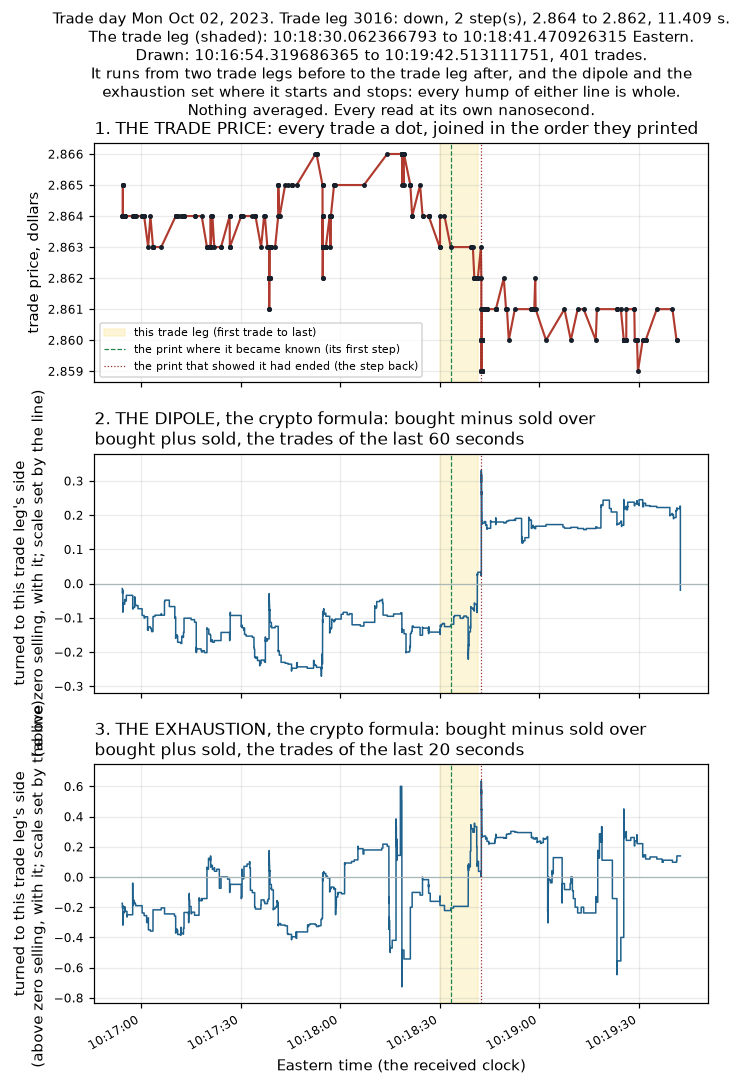 Trade day Mon Oct 02, 2023. Trade leg 3016: down, 2 step(s), 2.864 to 2.862, 11.409 s.
The trade leg (shaded): 10:18:30.062366793 to 10:18:41.470926315 Eastern.
Drawn: 10:16:54.319686365 to 10:19:42.513111751, 401 trades.
It runs from two trade legs before to the trade leg after, and the dipole and the
exhaustion set where it starts and stops: every hump of either line is whole.
Nothing averaged. Every read at its own nanosecond.
1. THE TRADE PRICE: every trade a dot, joined in the order they printed
trade price, dollars
2.866
2.865
2.864
2.863
2.862
2.861
2.860
2.859
this trade leg (first trade to last)
the print where it became known (its first step)
the print that showed it had ended (the step back)
2. THE DIPOLE, the crypto formula: bought minus sold over
bought plus sold, the trades of the last 60 seconds
turned to this trade leg's side
(above zero selling, with it; scale set by the line)
0.3
0.2
0.1
0.0
−0.1
−0.2
−0.3
3. THE EXHAUSTION, the crypto formula: bought minus sold over
bought plus sold, the trades of the last 20 seconds
turned to this trade leg's side
(above zero selling, with it; scale set by the line)
0.6
0.4
0.2
0.0
−0.2
−0.4
−0.6
−0.8
10:17:00
10:17:30
10:18:00
10:18:30
10:19:00
10:19:30
Eastern time (the received clock)